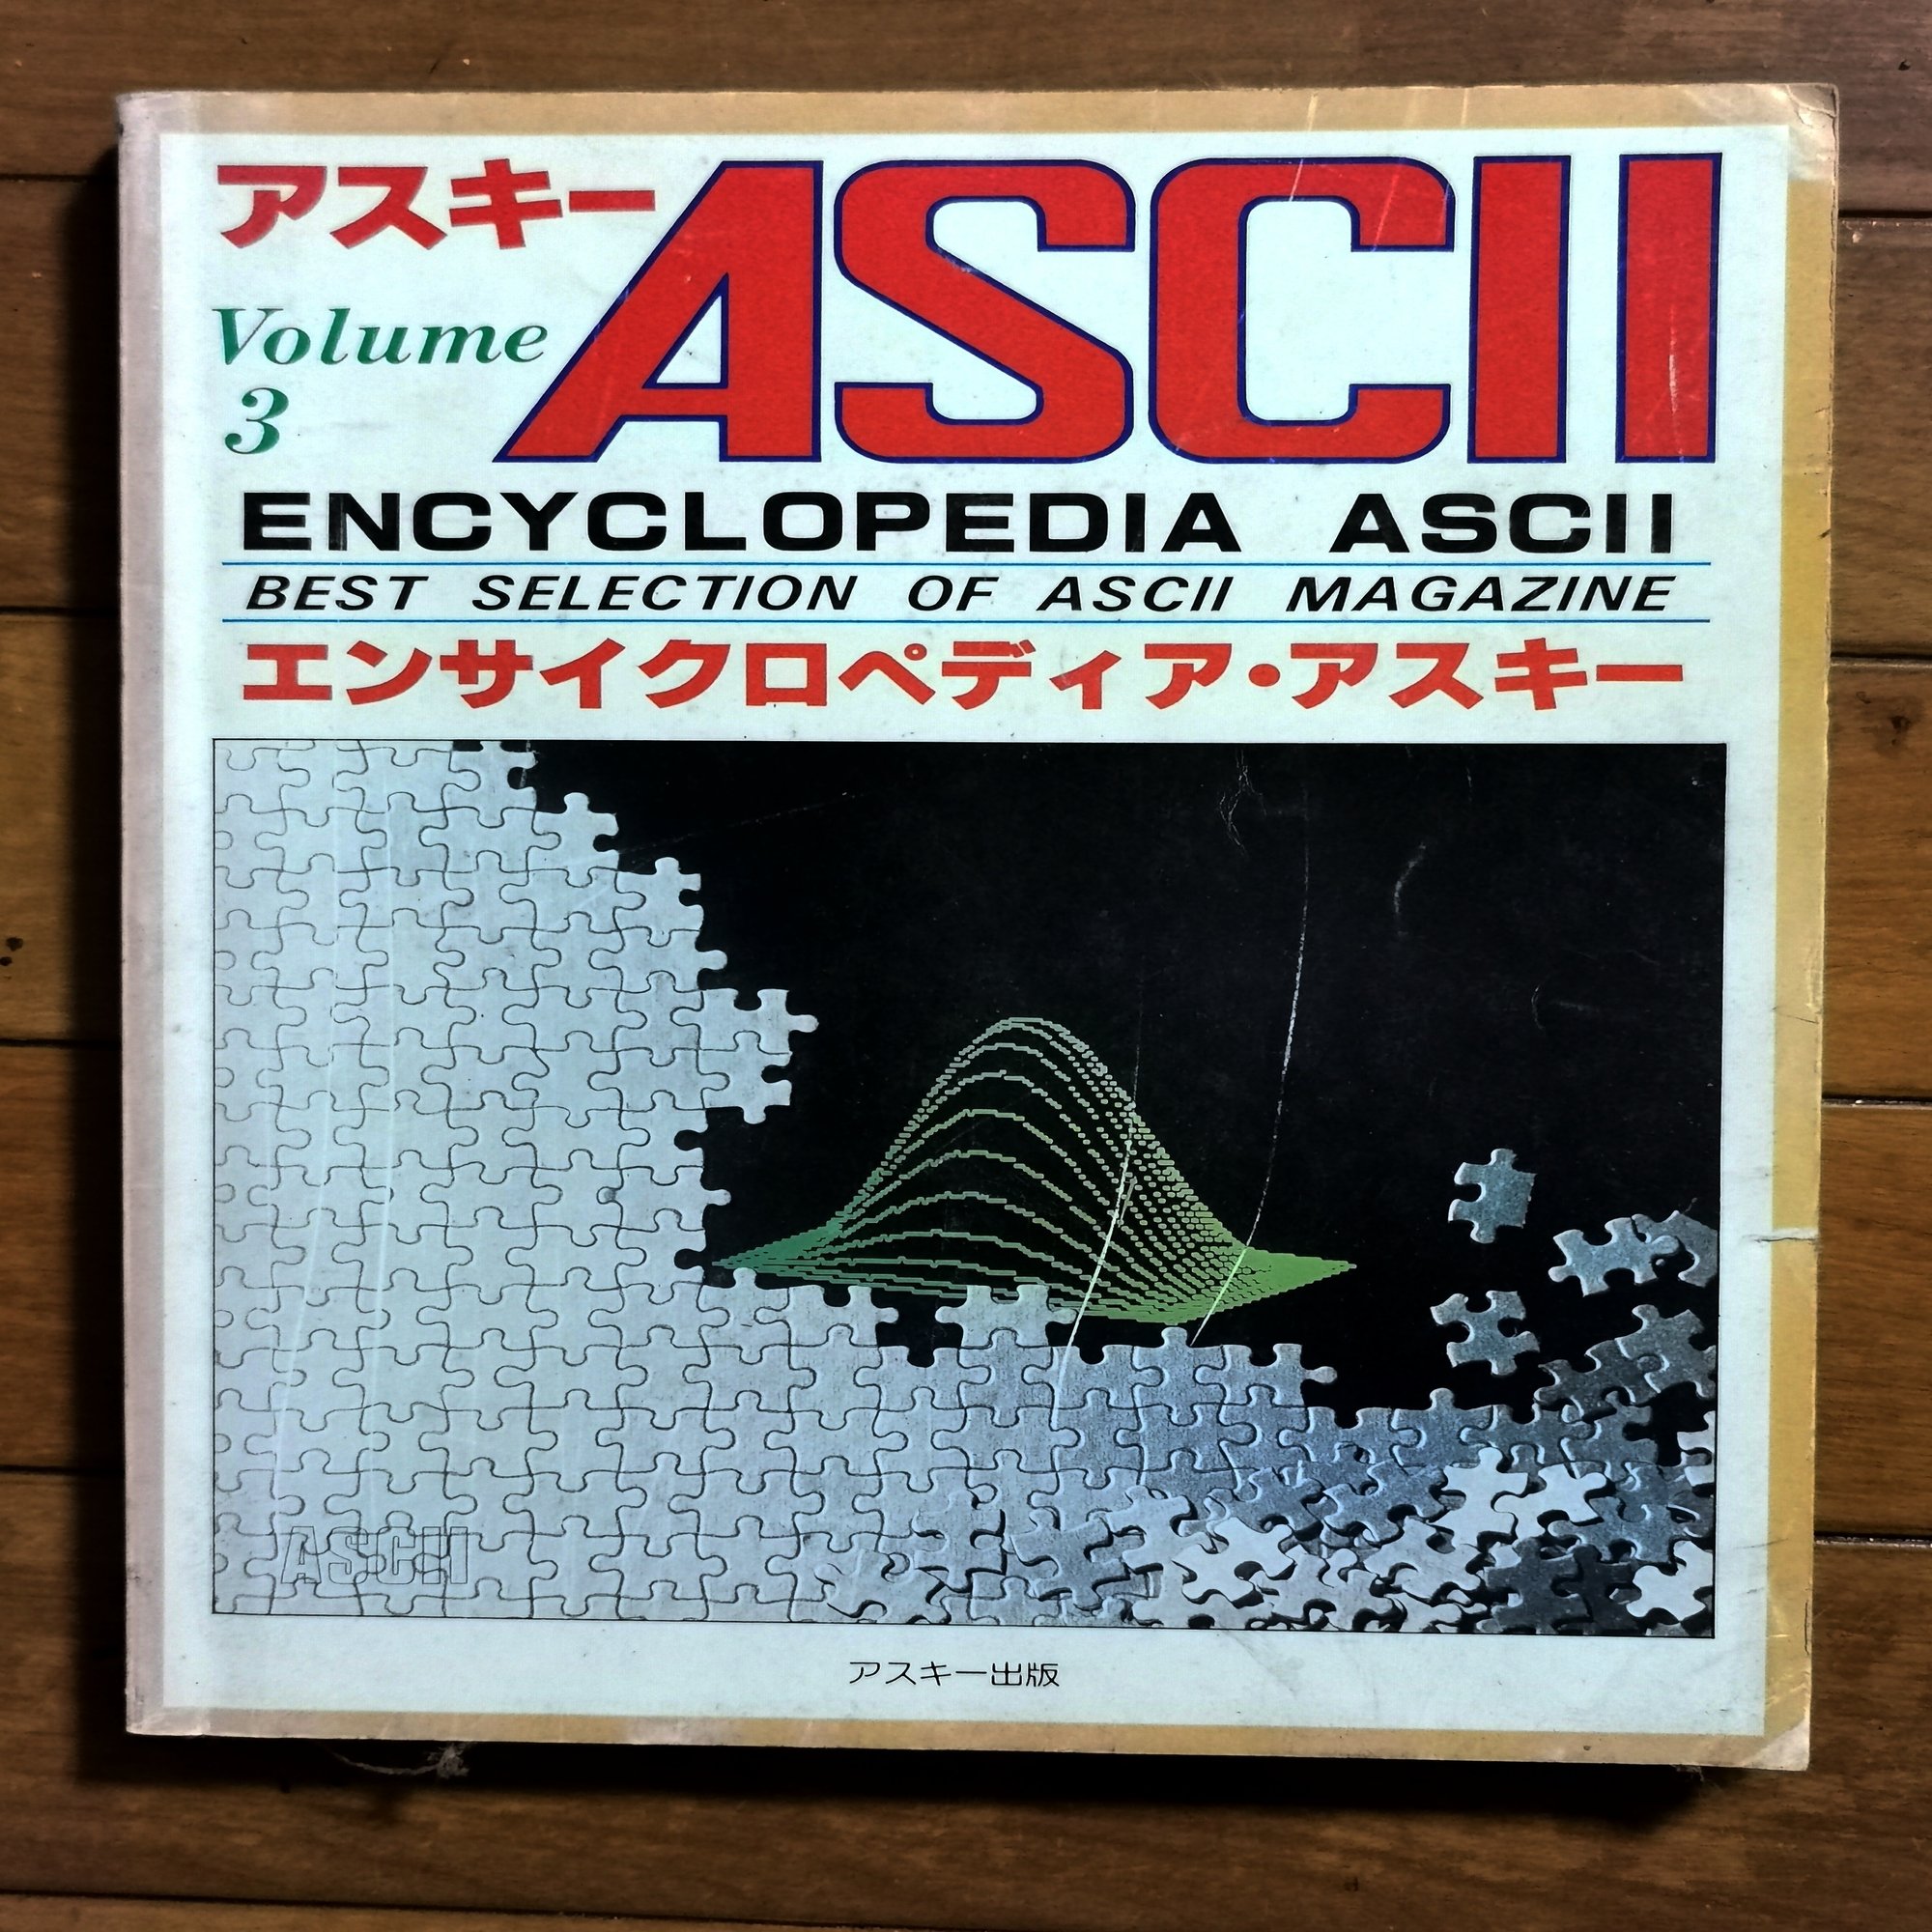 アスキー ASCII
Volume
3
ENCYCLOPEDIA ASCII
BEST SELECTION OF ASCII MAGAZINE
エンサイクロペディア・アスキー
ASCII
アスキー出版